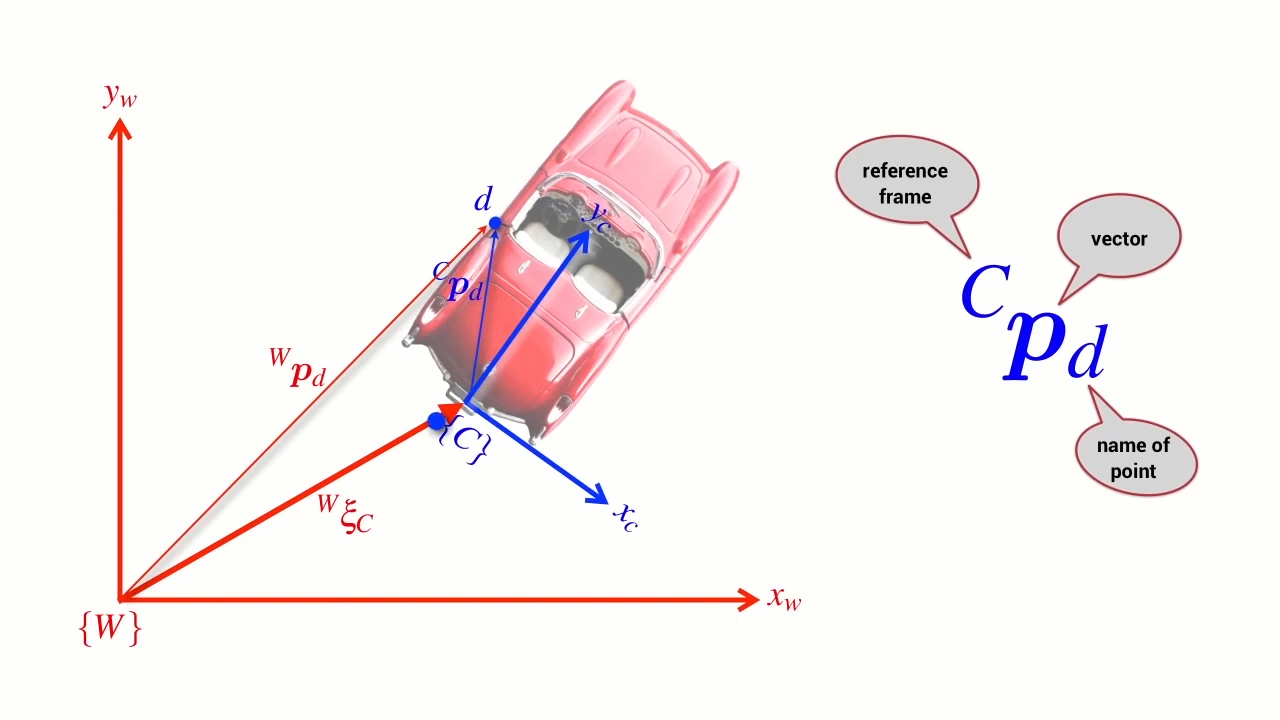 y_w
d
y_c
^C p_d
^W p_d
{C}
^W ξ_C
x_c
x_w
{W}
reference
frame
vector
^C p_d
name of
point